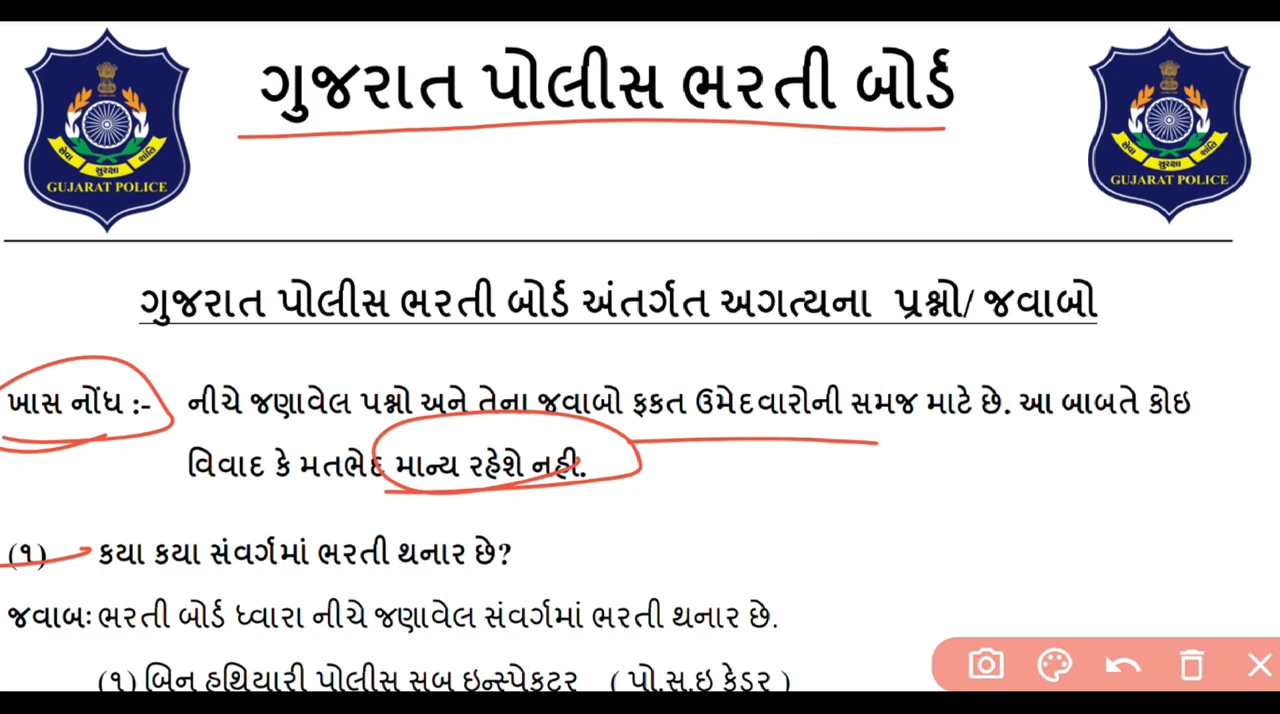 ગુજરાત પોલીસ ભરતી બોર્ડ
સેવા સુરક્ષા શાંતિ
GUJARAT POLICE
સેવા સુરક્ષા શાંતિ
GUJARAT POLICE
ગુજરાત પોલીસ ભરતી બોર્ડ અંતર્ગત અગત્યના પ્રશ્નો/ જવાબો
ખાસ નોંધ :- નીચે જણાવેલ પશ્નો અને તેના જવાબો ફકત ઉમેદવારોની સમજ માટે છે. આ બાબતે કોઇ
વિવાદ કે મતભેદ માન્ય રહેશે નહી.
(૧) કયા કયા સંવર્ગમાં ભરતી થનાર છે?
જવાબઃ ભરતી બોર્ડ ધ્વારા નીચે જણાવેલ સંવર્ગમાં ભરતી થનાર છે.
(૧) બિન હથિયારી પોલીસ સબ ઇન્સ્પેકટર ( પો.સ.ઇ કેડર )